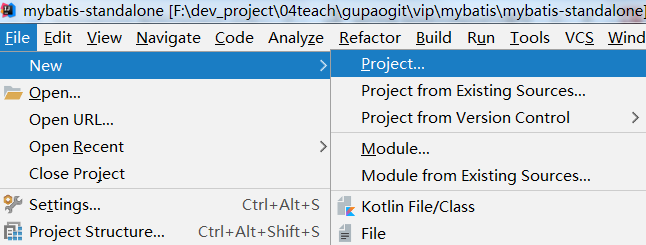 mybatis-standalone [F:\dev_project\04teach\gupaogit\vip\mybatis\mybatis-standalone]
File Edit View Navigate Code Analyze Refactor Build Run Tools VCS Wind
New
Open...
Open URL...
Open Recent
Close Project
Settings... Ctrl+Alt+S
Project Structure... Ctrl+Alt+Shift+S
Project...
Project from Existing Sources...
Project from Version Control
Module...
Module from Existing Sources...
Kotlin File/Class
File